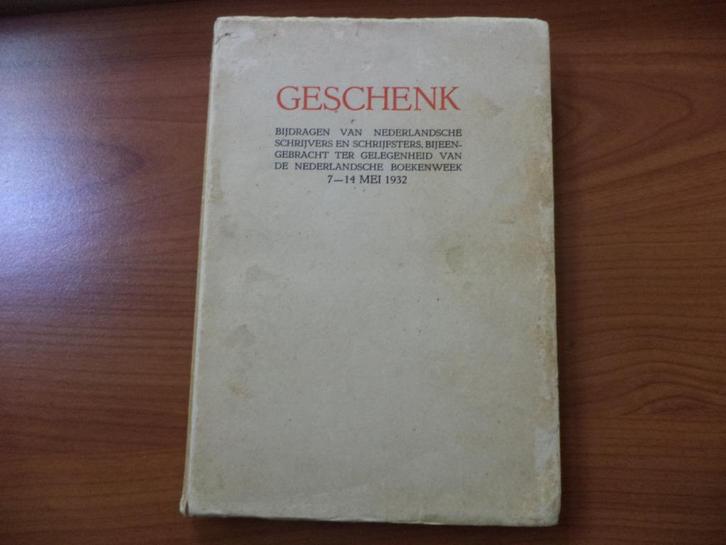 GESCHENK
BIJDRAGEN VAN NEDERLANDSCHE
SCHRIJVERS EN SCHRIJFSTERS, BIJEEN-
GEBRACHT TER GELEGENHEID VAN
DE NEDERLANDSCHE BOEKENWEEK
7—14 MEI 1932